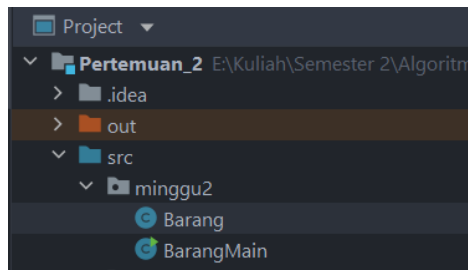 Project
Pertemuan_2 E:\Kuliah\Semester 2\Algoritm
.idea
out
src
minggu2
Barang
BarangMain